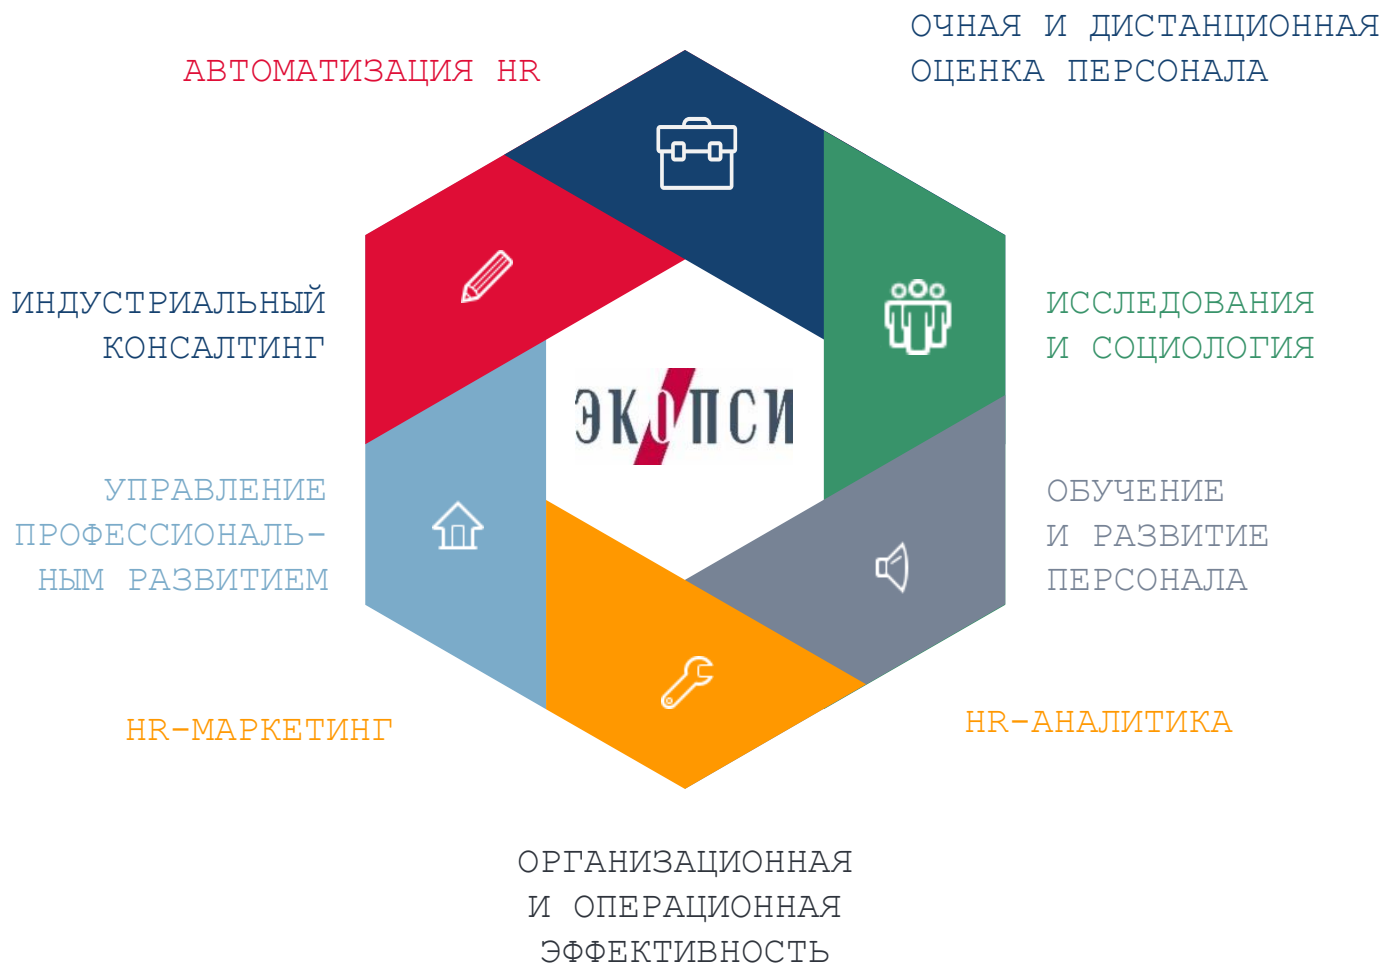 АВТОМАТИЗАЦИЯ HR
ОЧНАЯ И ДИСТАНЦИОННАЯ
ОЦЕНКА ПЕРСОНАЛА
ИНДУСТРИАЛЬНЫЙ
КОНСАЛТИНГ
ИССЛЕДОВАНИЯ
И СОЦИОЛОГИЯ
ЭКОПСИ
УПРАВЛЕНИЕ
ПРОФЕССИОНАЛЬ-
НЫМ РАЗВИТИЕМ
ОБУЧЕНИЕ
И РАЗВИТИЕ
ПЕРСОНАЛА
HR-МАРКЕТИНГ
HR-АНАЛИТИКА
ОРГАНИЗАЦИОННАЯ
И ОПЕРАЦИОННАЯ
ЭФФЕКТИВНОСТЬ